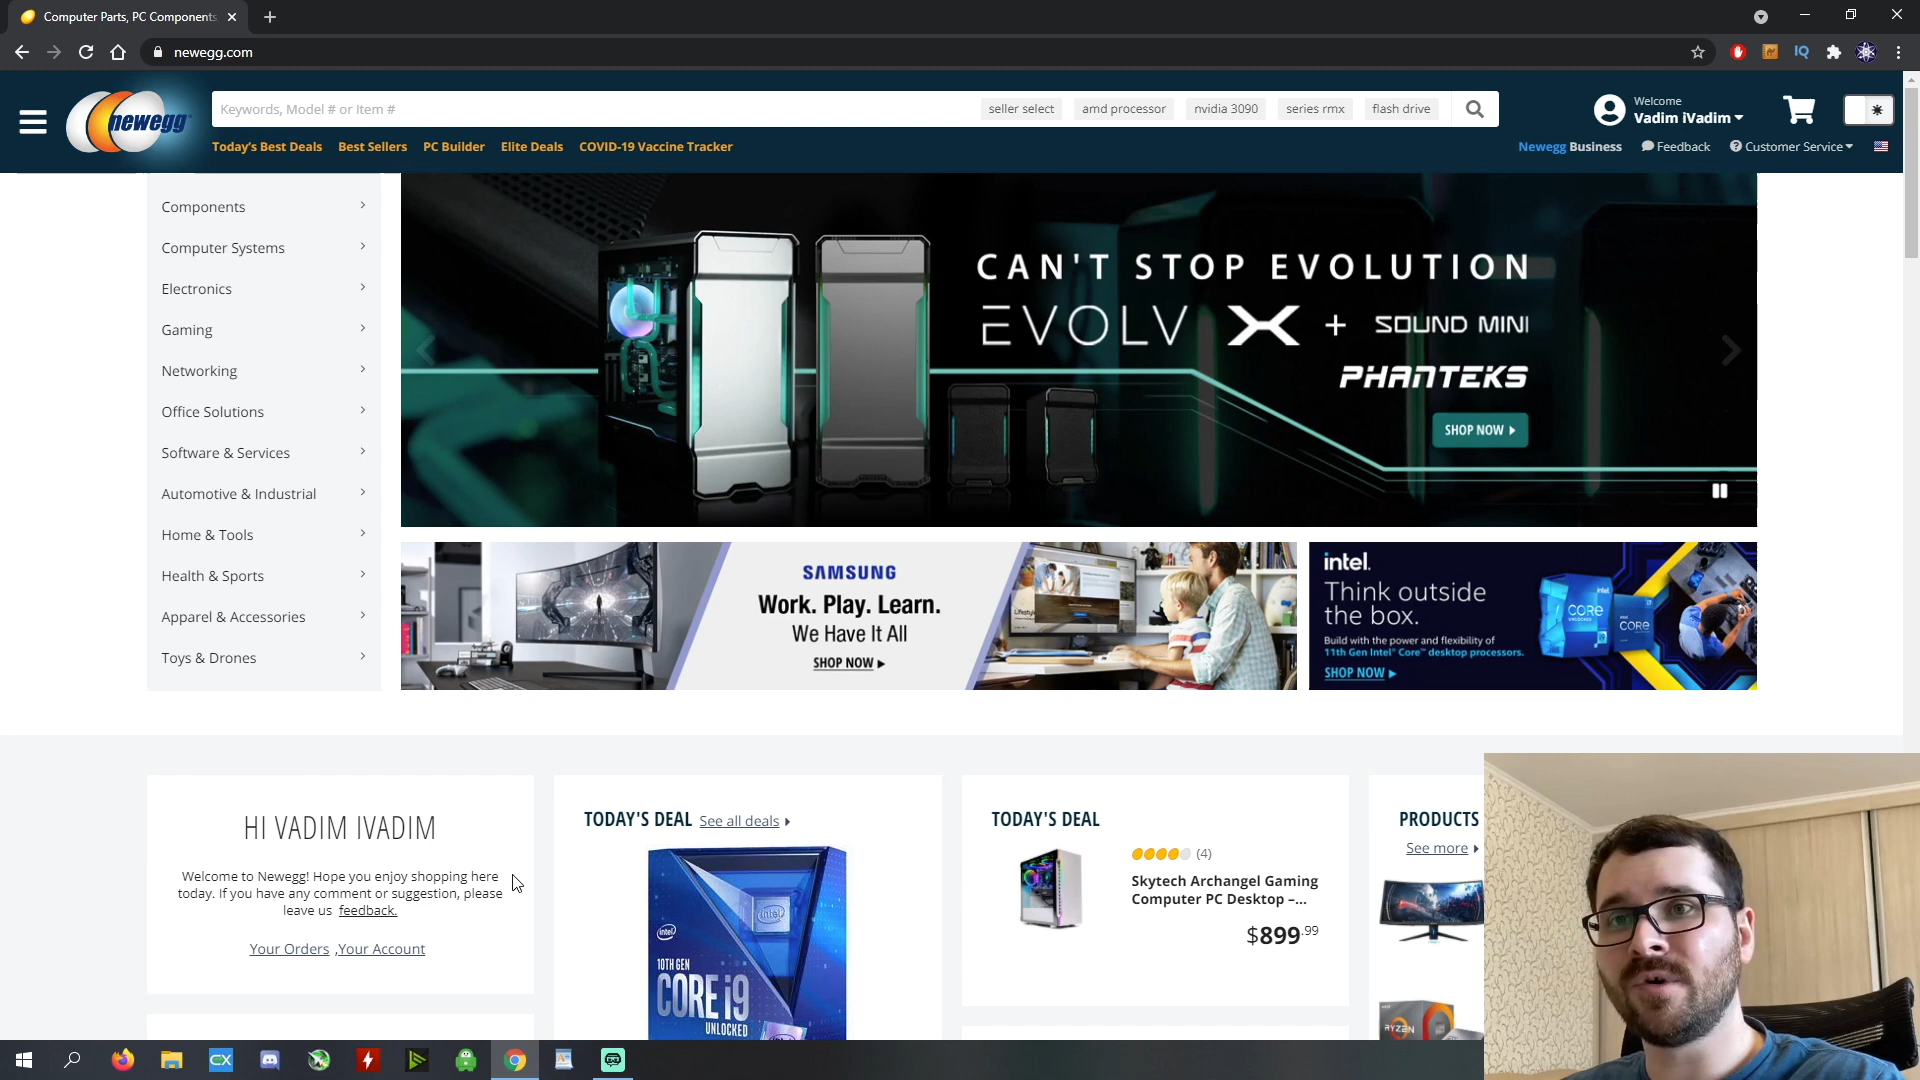 Computer Parts, PC Components
newegg.com
IQ
newegg
Keywords, Model # or Item #
seller select
amd processor
nvidia 3090
series rmx
flash drive
Welcome
Vadim iVadim
Today's Best Deals
Best Sellers
PC Builder
Elite Deals
COVID-19 Vaccine Tracker
Newegg Business
Feedback
Customer Service
Components
Computer Systems
Electronics
Gaming
Networking
Office Solutions
Software & Services
Automotive & Industrial
Home & Tools
Health & Sports
Apparel & Accessories
Toys & Drones
CAN'T STOP EVOLUTION
EVOLV X + SOUND MINI
PHANTEKS
SHOP NOW
SAMSUNG
Work. Play. Learn.
We Have It All
SHOP NOW
intel.
Think outside
the box.
Build with the power and flexibility of
11th Gen Intel® Core™ desktop processors.
SHOP NOW
intel
CORE
CORE
HI VADIM IVADIM
Welcome to Newegg! Hope you enjoy shopping here
today. If you have any comment or suggestion, please
leave us feedback.
Your Orders ,Your Account
TODAY'S DEAL See all deals
intel
intel
10TH GEN
CORE i9
UNLOCKED
TODAY'S DEAL
(4)
Skytech Archangel Gaming
Computer PC Desktop –...
$899.99
PRODUCTS
See more
RYZEN
CX